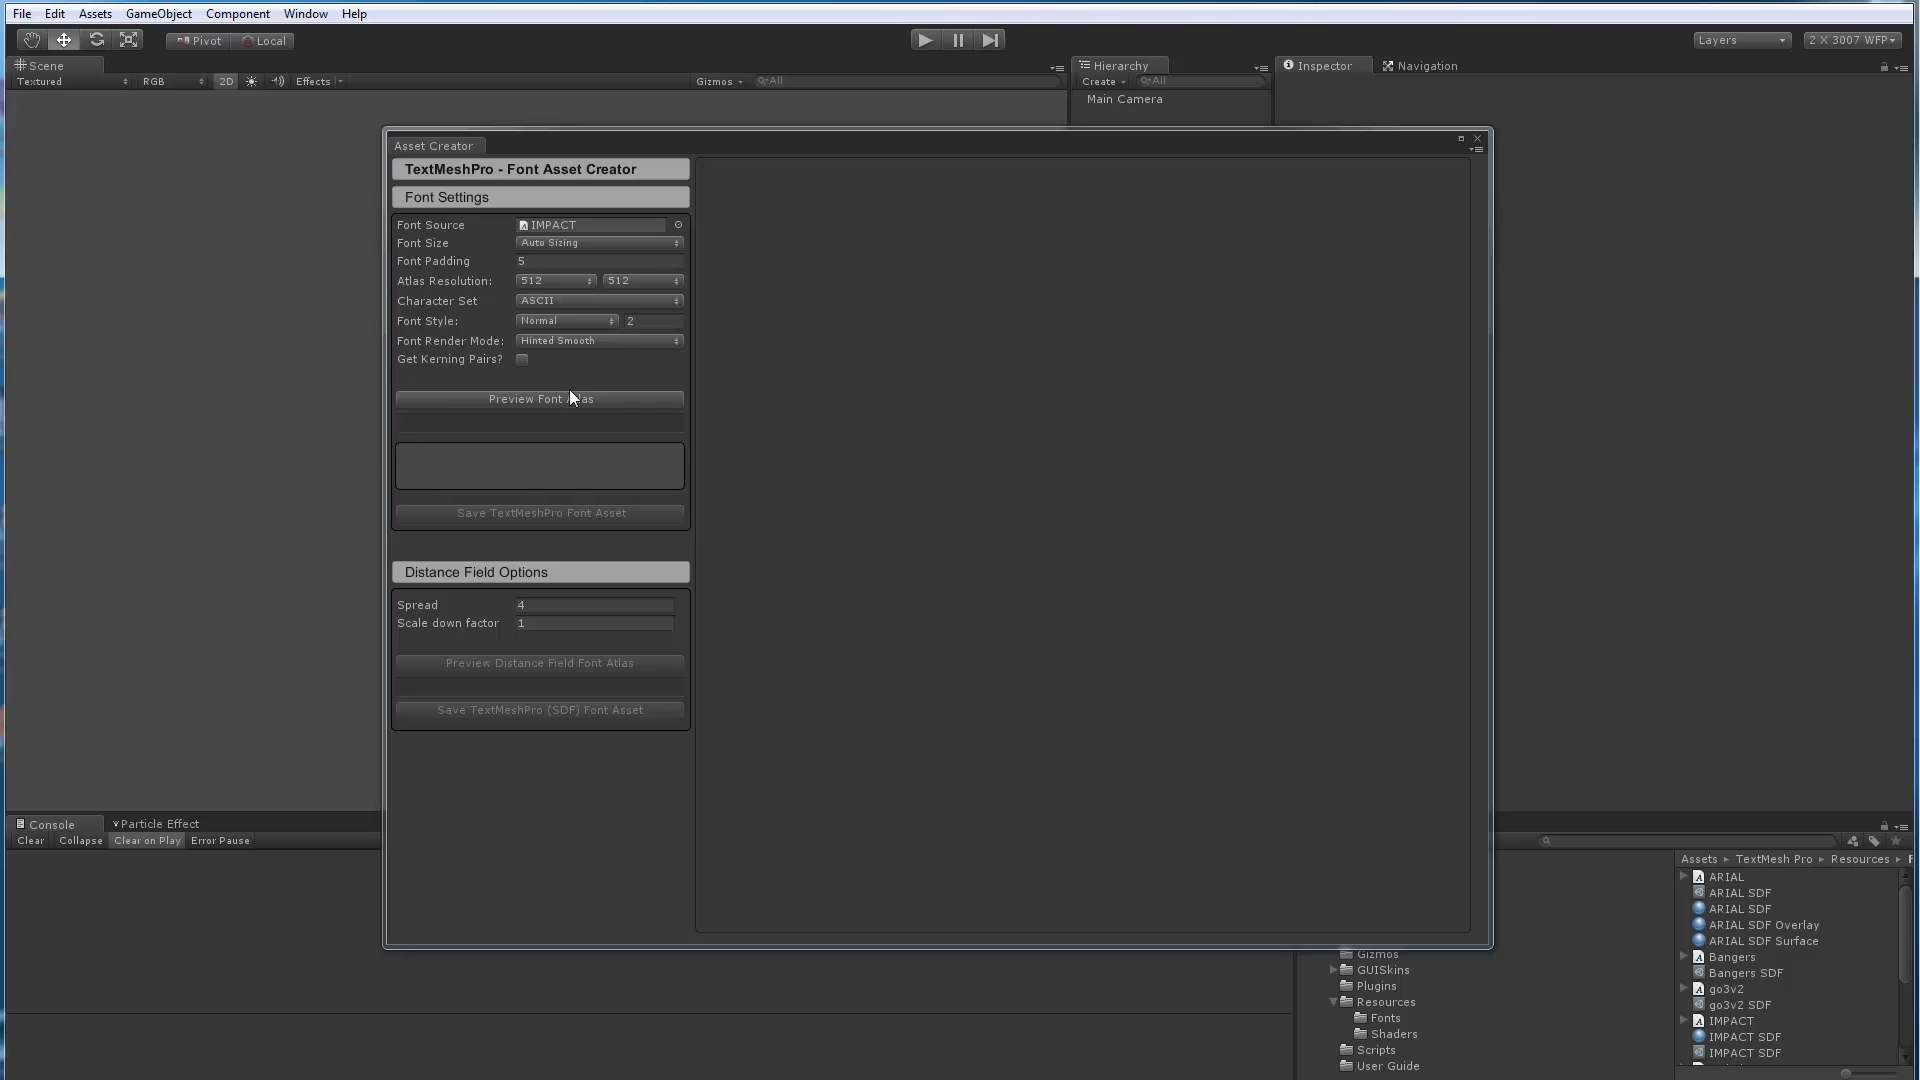 File Edit Assets GameObject Component Window Help
Pivot Local Layers 2 X 3007 WFP
Scene Hierarchy Inspector Navigation
Textured RGB 2D Effects Gizmos All Create All
Main Camera
Asset Creator
TextMeshPro - Font Asset Creator
Font Settings
Font Source IMPACT
Font Size Auto Sizing
Font Padding 5
Atlas Resolution: 512 512
Character Set ASCII
Font Style: Normal 2
Font Render Mode: Hinted Smooth
Get Kerning Pairs?
Preview Font Atlas
Save TextMeshPro Font Asset
Distance Field Options
Spread 4
Scale down factor 1
Preview Distance Field Font Atlas
Save TextMeshPro (SDF) Font Asset
Console Particle Effect
Clear Collapse Clear on Play Error Pause
Gizmos
GUISkins
Plugins
Resources
Fonts
Shaders
Scripts
User Guide
Assets TextMesh Pro Resources
ARIAL
ARIAL SDF
ARIAL SDF
ARIAL SDF Overlay
ARIAL SDF Surface
Bangers
Bangers SDF
go3v2
go3v2 SDF
IMPACT
IMPACT SDF
IMPACT SDF